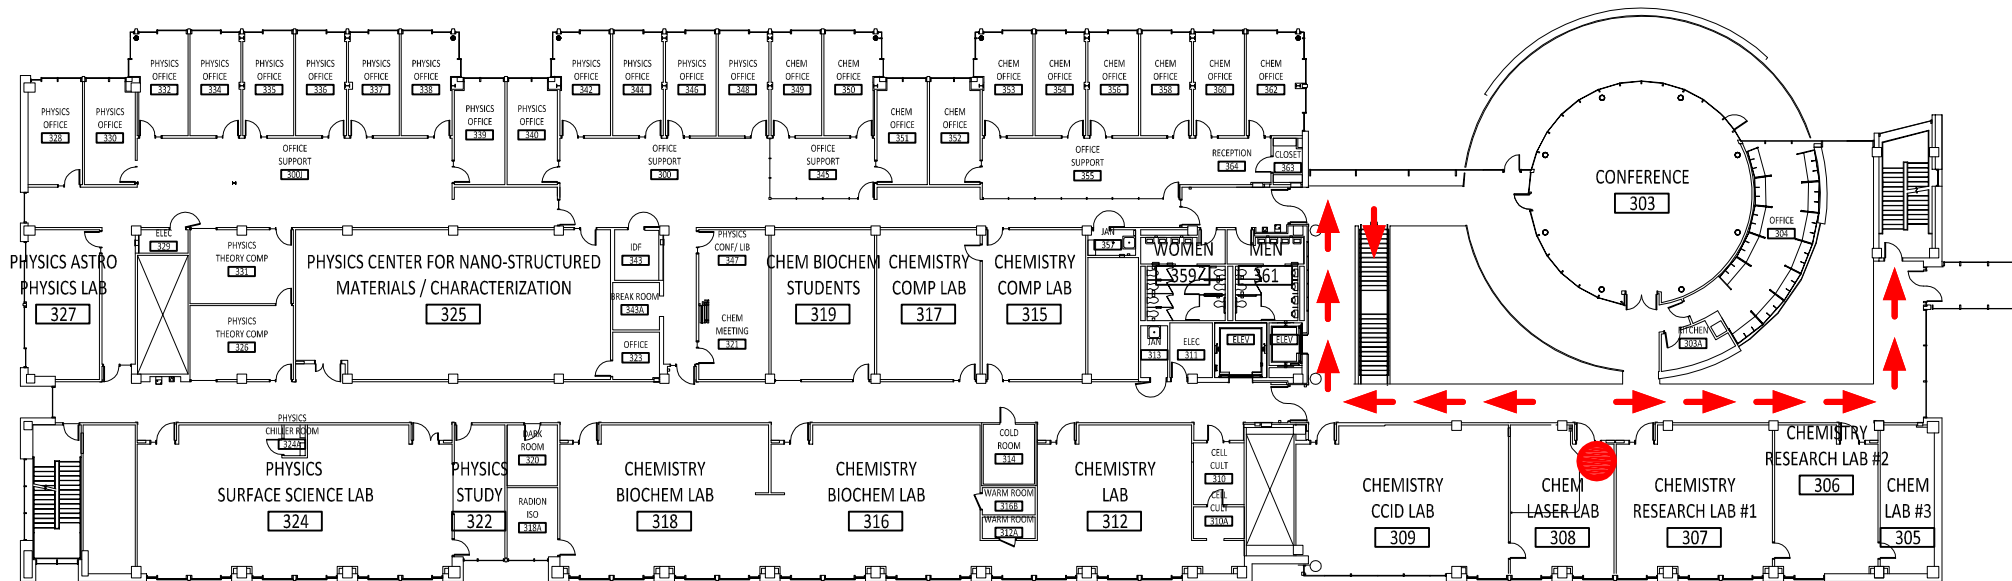 PHYSICS
OFFICE
332
PHYSICS
OFFICE
334
PHYSICS
OFFICE
335
PHYSICS
OFFICE
336
PHYSICS
OFFICE
337
PHYSICS
OFFICE
338
PHYSICS
OFFICE
342
PHYSICS
OFFICE
344
PHYSICS
OFFICE
346
PHYSICS
OFFICE
348
CHEM
OFFICE
349
CHEM
OFFICE
350
CHEM
OFFICE
353
CHEM
OFFICE
354
CHEM
OFFICE
356
CHEM
OFFICE
358
CHEM
OFFICE
360
CHEM
OFFICE
362
PHYSICS
OFFICE
328
PHYSICS
OFFICE
330
PHYSICS
OFFICE
339
PHYSICS
OFFICE
340
CHEM
OFFICE
351
CHEM
OFFICE
352
OFFICE
SUPPORT
300J
OFFICE
SUPPORT
300
OFFICE
SUPPORT
345
OFFICE
SUPPORT
355
RECEPTION
364
CLOSET
363
CONFERENCE
303
OFFICE
304
KITCHEN
303A
PHYSICS ASTRO
PHYSICS LAB
327
ELEC
329
PHYSICS
THEORY COMP
331
PHYSICS
THEORY COMP
326
PHYSICS CENTER FOR NANO-STRUCTURED
MATERIALS / CHARACTERIZATION
325
IDF
343
BREAK ROOM
343A
OFFICE
323
PHYSICS
CONF/ LIB
347
CHEM
MEETING
321
CHEM BIOCHEM
STUDENTS
319
CHEMISTRY
COMP LAB
317
CHEMISTRY
COMP LAB
315
JAN
357
WOMEN
359
MEN
361
JAN
313
ELEC
311
ELEV
ELEV
PHYSICS
CHILLER ROOM
324A
PHYSICS
SURFACE SCIENCE LAB
324
PHYSICS
STUDY
322
DARK
ROOM
320
RADION
ISO
318A
CHEMISTRY
BIOCHEM LAB
318
CHEMISTRY
BIOCHEM LAB
316
COLD
ROOM
314
WARM ROOM
316B
WARM ROOM
312A
CHEMISTRY
LAB
312
CELL
CULT
310
CELL
CULT
310A
CHEMISTRY
CCID LAB
309
CHEM
LASER LAB
308
CHEMISTRY
RESEARCH LAB #1
307
CHEMISTRY
RESEARCH LAB #2
306
CHEM
LAB #3
305